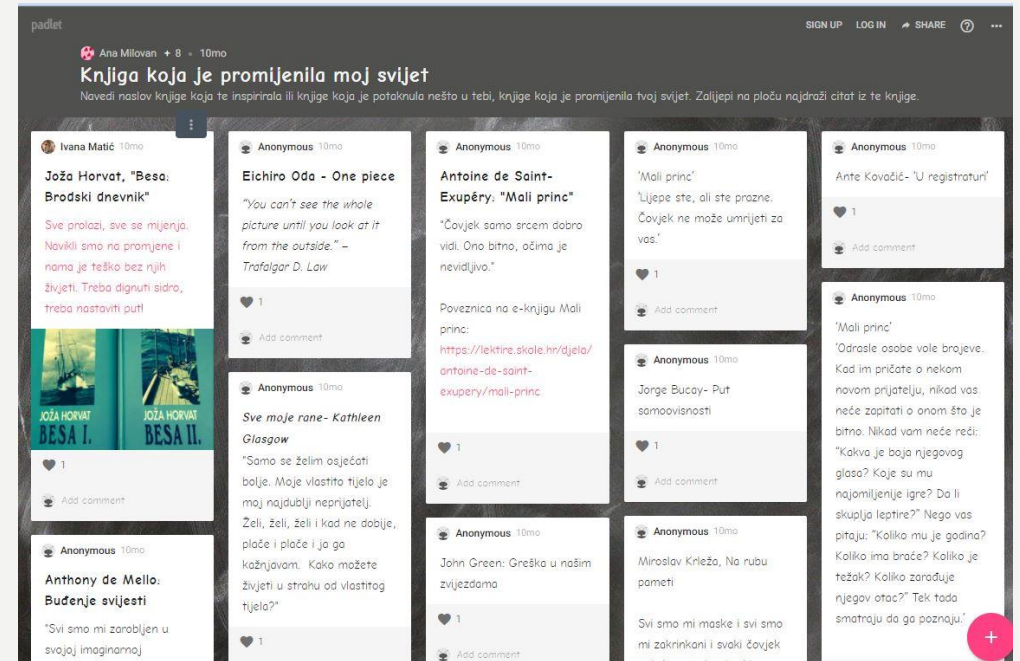 padlet
SIGN UP LOG IN SHARE
Ana Milovan + 8 • 10mo
Knjiga koja je promijenila moj svijet
Navedi naslov knjige koja te inspirirala ili knjige koja je potaknula nešto u tebi, knjige koja je promijenila tvoj svijet. Zalijepi na ploču najdraži citat iz te knjige.
Ivana Matić 10mo
Joža Horvat, "Besa:
Brodski dnevnik"
Sve prolazi, sve se mijenja.
Navikli smo na promjene i
nama je teško bez njih
živjeti. Treba dignuti sidro,
treba nastaviti put!
JOŽA HORVAT
BESA I.
JOŽA HORVAT
BESA II.
1
Add comment
Anonymous 10mo
Anthony de Mello:
Buđenje svijesti
"Svi smo mi zarobljen u
svojoj imaginarnoj
Anonymous 10mo
Eichiro Oda - One piece
"You can't see the whole
picture until you look at it
from the outside." –
Trafalgar D. Law
1
Add comment
Anonymous 10mo
Sve moje rane- Kathleen
Glasgow
"Samo se želim osjećati
bolje. Moje vlastito tijelo je
moj najdublji neprijatelj.
Želi, želi, želi i kad ne dobije,
plače i plače i ja ga
kažnjavam. Kako možete
živjeti u strahu od vlastitog
tijela?"
1
Anonymous 10mo
Antoine de Saint-
Exupéry: "Mali princ"
"Čovjek samo srcem dobro
vidi. Ono bitno, očima je
nevidljivo."
Poveznica na e-knjigu Mali
princ:
https://lektire.skole.hr/djela/
antoine-de-saint-
exupery/mali-princ
1
Add comment
Anonymous 10mo
John Green: Greška u našim
zvijezdama
1
Add comment
Anonymous 10mo
'Mali princ'
'Lijepe ste, ali ste prazne.
Čovjek ne može umrijeti za
vas.'
1
Add comment
Anonymous 10mo
Jorge Bucay- Put
samoovisnosti
1
Add comment
Anonymous 10mo
Miroslav Krleža, Na rubu
pameti
Svi smo mi maske i svi smo
mi zakrinkani i svaki čovjek
Anonymous 10mo
Ante Kovačić- 'U registraturi'
1
Add comment
Anonymous 10mo
'Mali princ'
'Odrasle osobe vole brojeve.
Kad im pričate o nekom
novom prijatelju, nikad vas
neće zapitati o onom što je
bitno. Nikad vam neće reći:
"Kakva je boja njegovog
glasa? Koje su mu
najomiljenije igre? Da li
skuplja leptire?" Nego vas
pitaju: "Koliko mu je godina?
Koliko ima braće? Koliko je
težak? Koliko zarađuje
njegov otac?" Tek tada
smatraju da ga poznaju.'